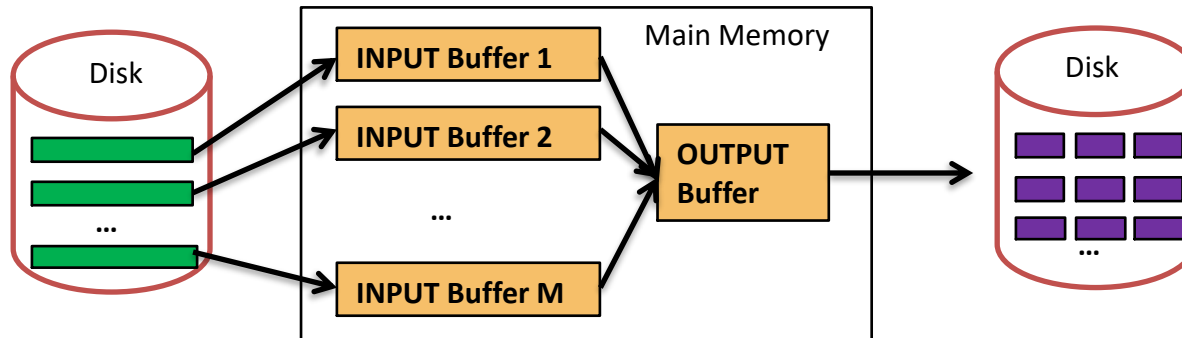 Disk
...
INPUT Buffer 1
INPUT Buffer 2
...
INPUT Buffer M
Main Memory
OUTPUT
Buffer
Disk
...